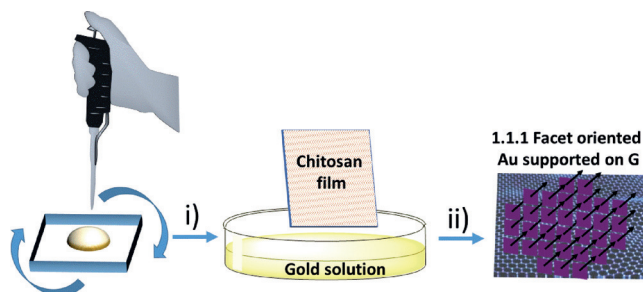 i)
Chitosan
film
Gold solution
ii)
1.1.1 Facet oriented
Au supported on G